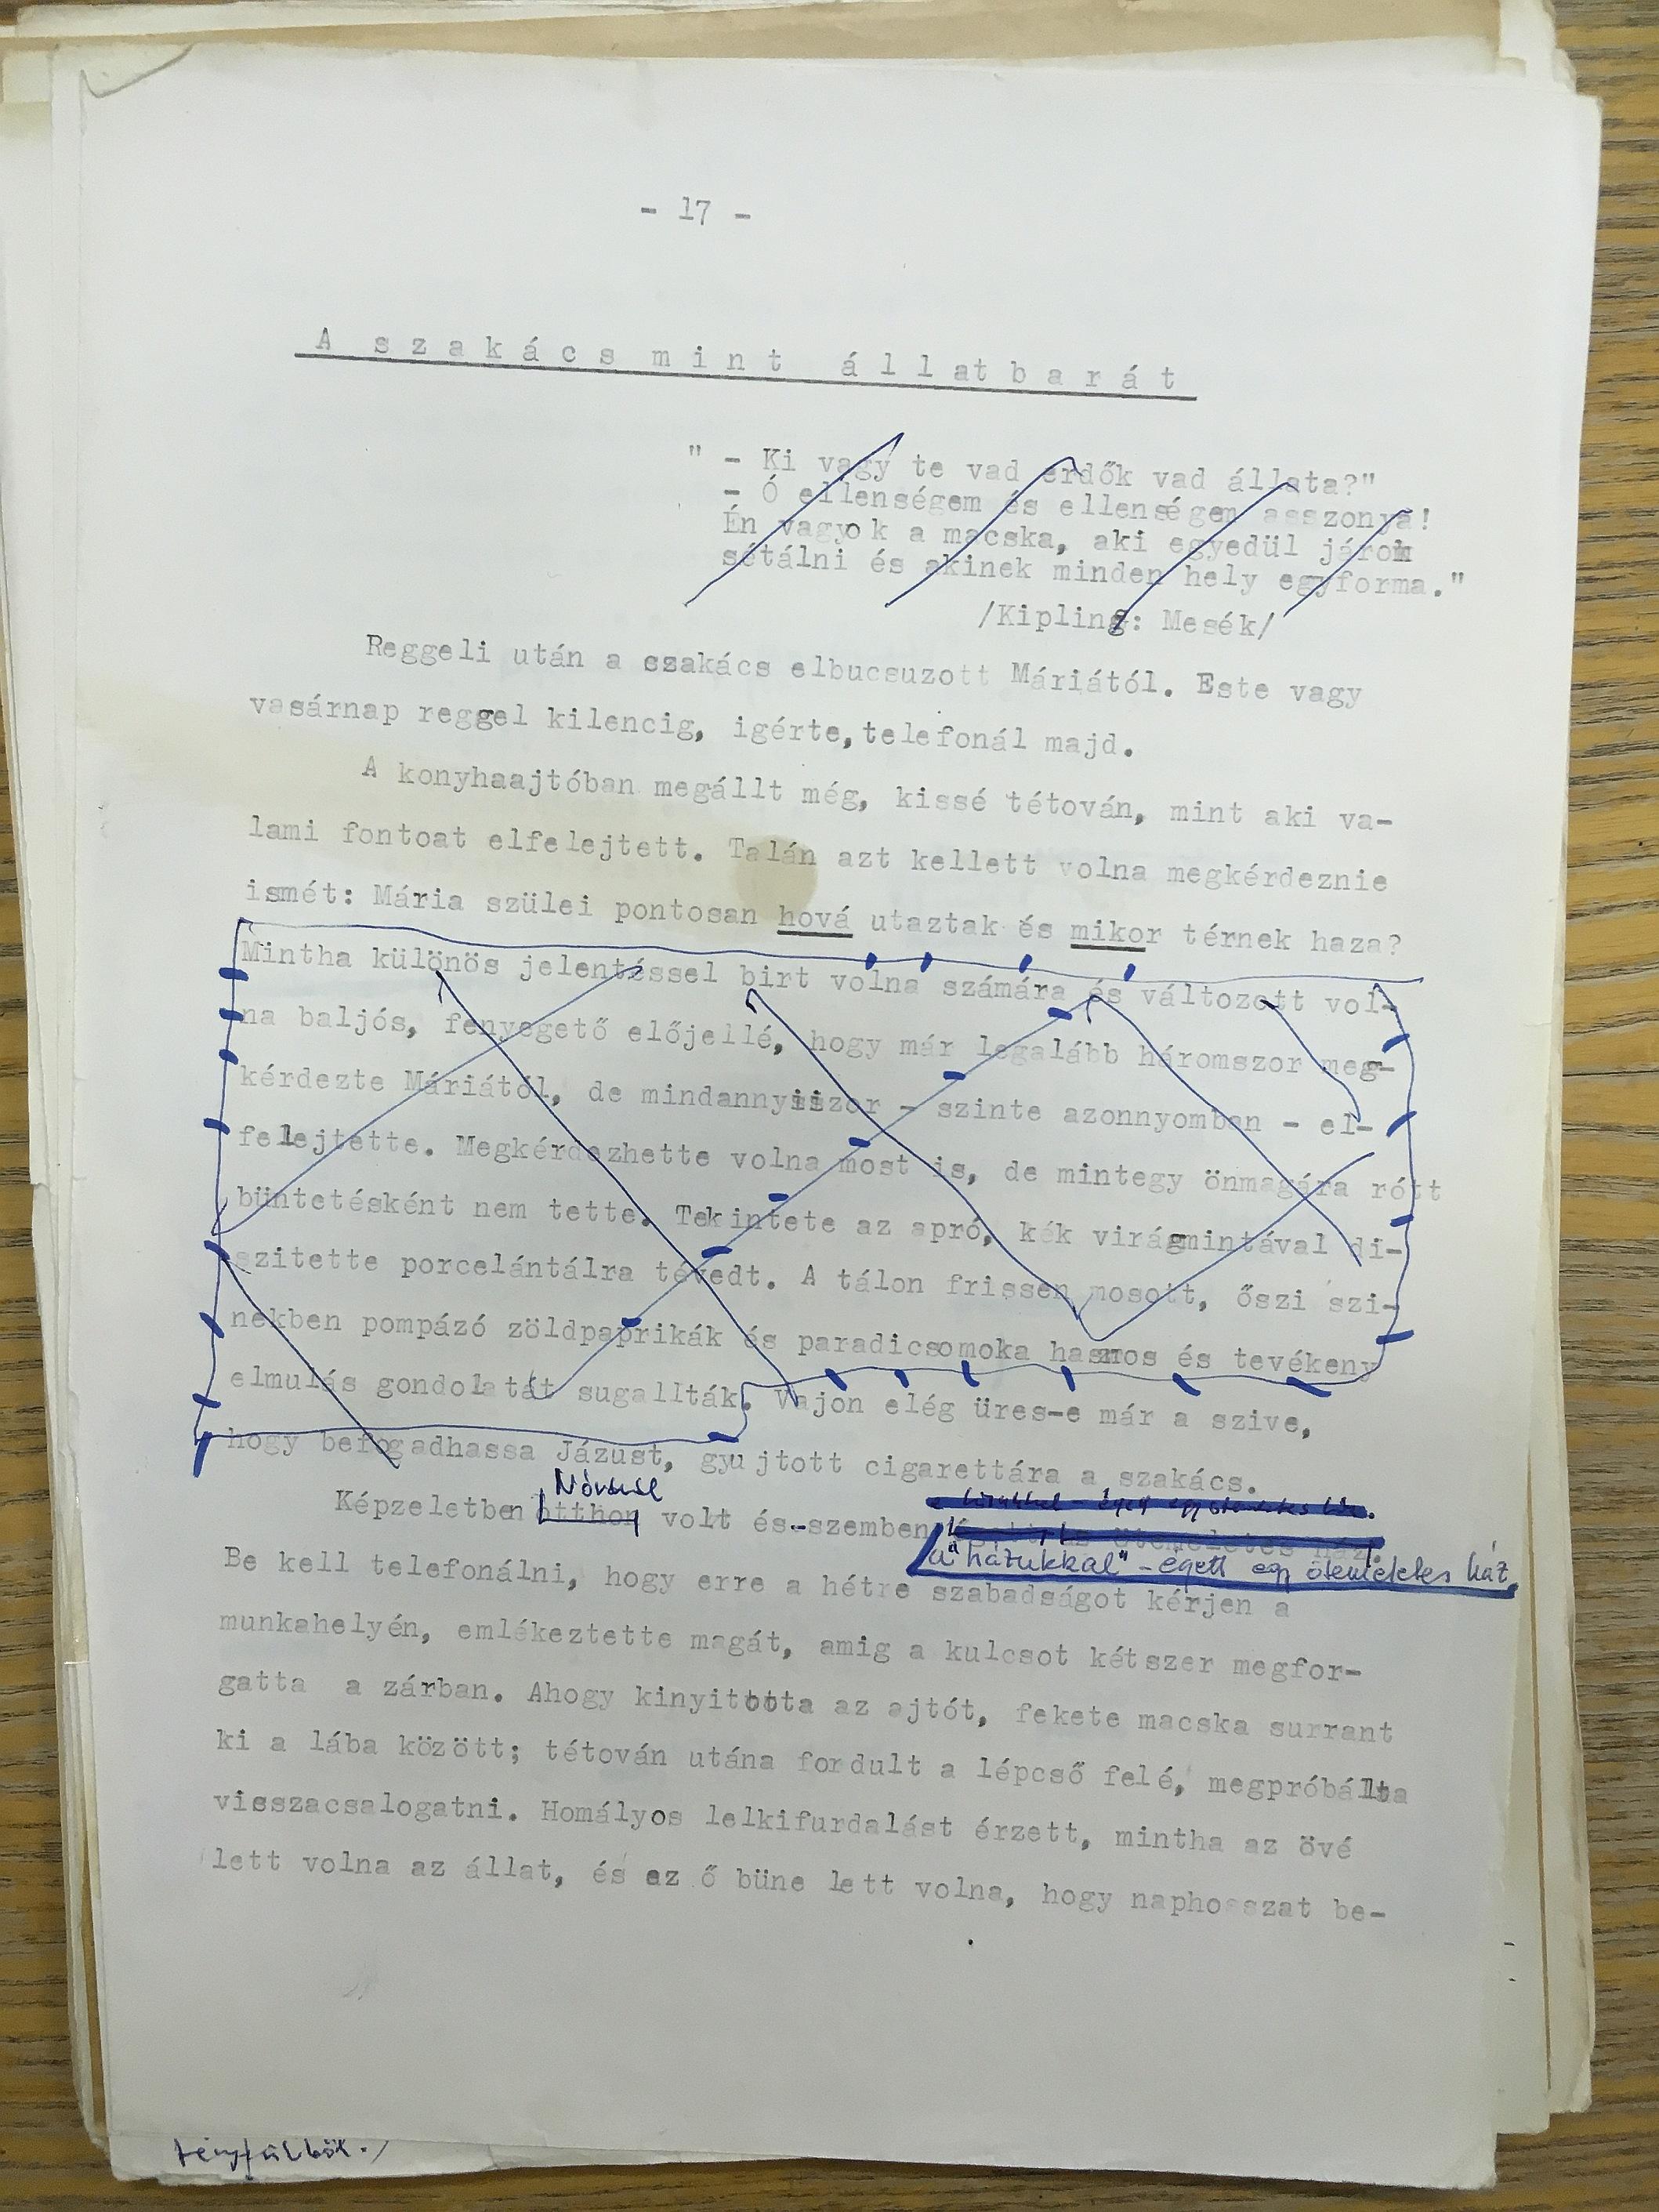 - 17 -
A szakács mint állatbarát
" - Ki vagy te vad erdők vad állata?"
- Ó ellenségem és ellenségem asszonya!
Én vagyok a macska, aki egyedül járok
sétálni és akinek minden hely egyforma."
/Kipling: Mesék/
Reggeli után a szakács elbucsuzott Máriától. Este vagy
vasárnap reggel kilencig, igérte,telefonál majd.
A konyhaajtóban megállt még, kissé tétován, mint aki va-
lami fontoat elfelejtett. Talán azt kellett volna megkérdeznie
ismét: Mária szülei pontosan hová utaztak és mikor térnek haza?
Mintha különös jelentéssel birt volna számára és változott vol-
na baljós, fenyegető előjellé, hogy már legalább háromszor meg-
kérdezte Máriától, de mindannyiszor - szinte azonnyomban - el-
felejtette. Megkérdezhette volna most is, de mintegy önmagára rótt
büntetésként nem tette. Tekintete az apró, kék virágmintával di-
szitette porcelántálra tévedt. A tálon frissen mosott, őszi szi-
nekben pompázó zöldpaprikák és paradicsomoka hasznos és tevékeny
elmulás gondolatát sugallták. Vajon elég üres-e már a szive,
hogy befogadhassa Jázust, gyujtott cigarettára a szakács.
Képzeletben otthon volt és szemben
a "házukkal" - égett egy ötemeletes ház.
Be kell telefonálni, hogy erre a hétre szabadságot kérjen a
munkahelyén, emlékeztette magát, amig a kulcsot kétszer megfor-
gatta a zárban. Ahogy kinyitotta az ajtót, fekete macska surrant
ki a lába között; tétován utána fordult a lépcső felé, megpróbálta
visszacsalogatni. Homályos lelkifurdalást érzett, mintha az övé
lett volna az állat, és az ő büne lett volna, hogy naphosszat be-